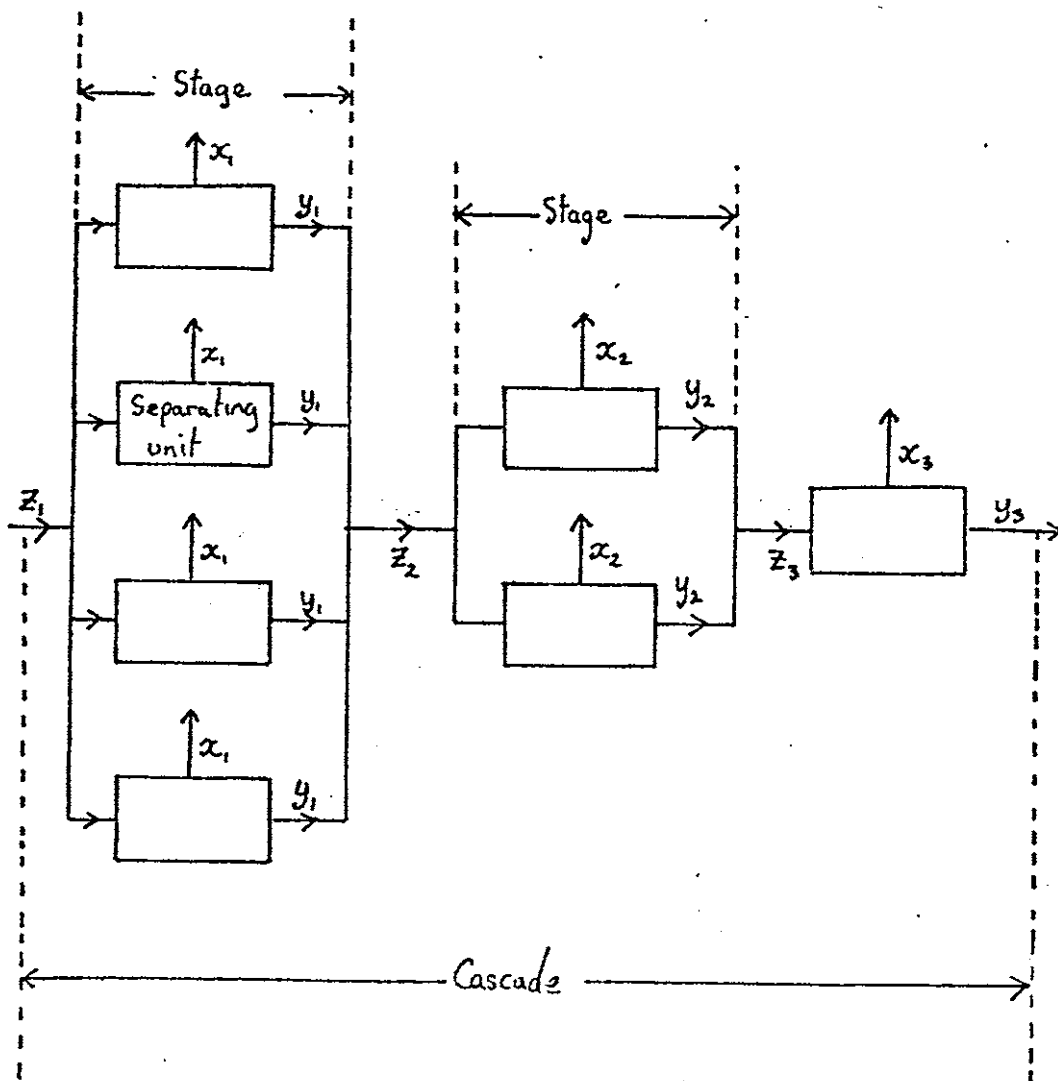 Stage
x₁
y₁
Stage
x₁
Separating
unit
y₁
x₂
y₂
z₁
x₁
y₁
z₂
x₂
y₂
z₃
x₃
y₃
x₁
y₁
Cascade